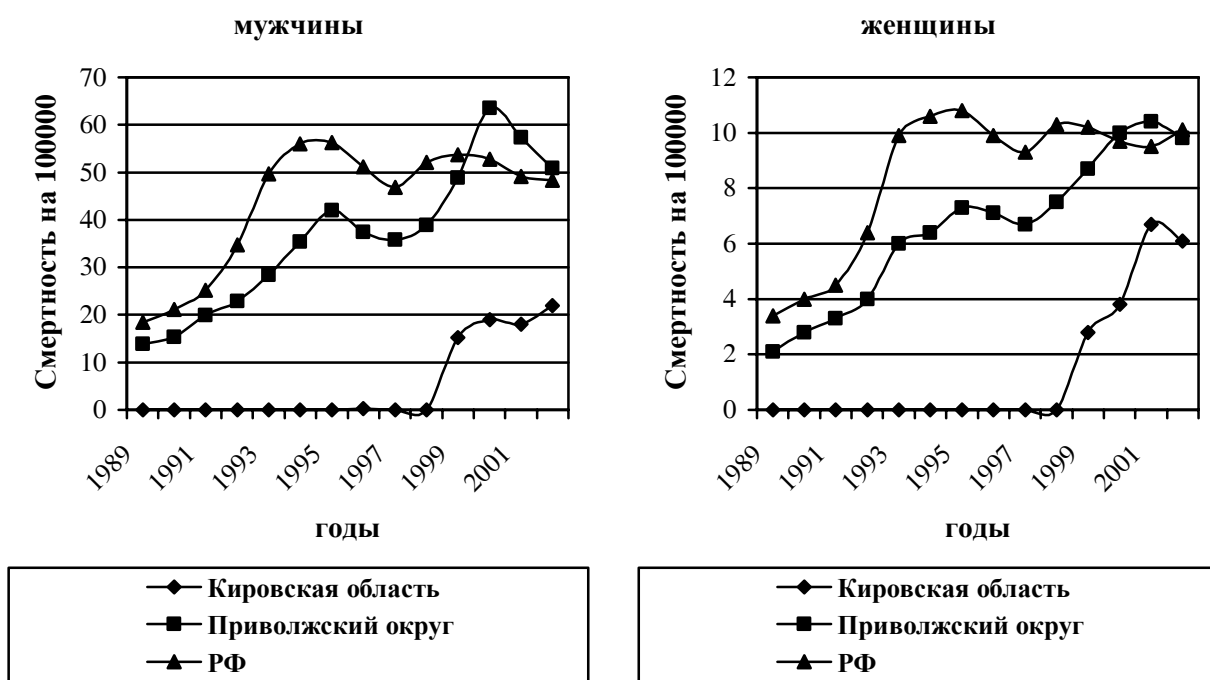 мужчины
Смертность на 100000
70
60
50
40
30
20
10
0
1989
1991
1993
1995
1997
1999
2001
годы
Кировская область
Приволжский округ
РФ
женщины
Смертность на 100000
12
10
8
6
4
2
0
1989
1991
1993
1995
1997
1999
2001
годы
Кировская область
Приволжский округ
РФ